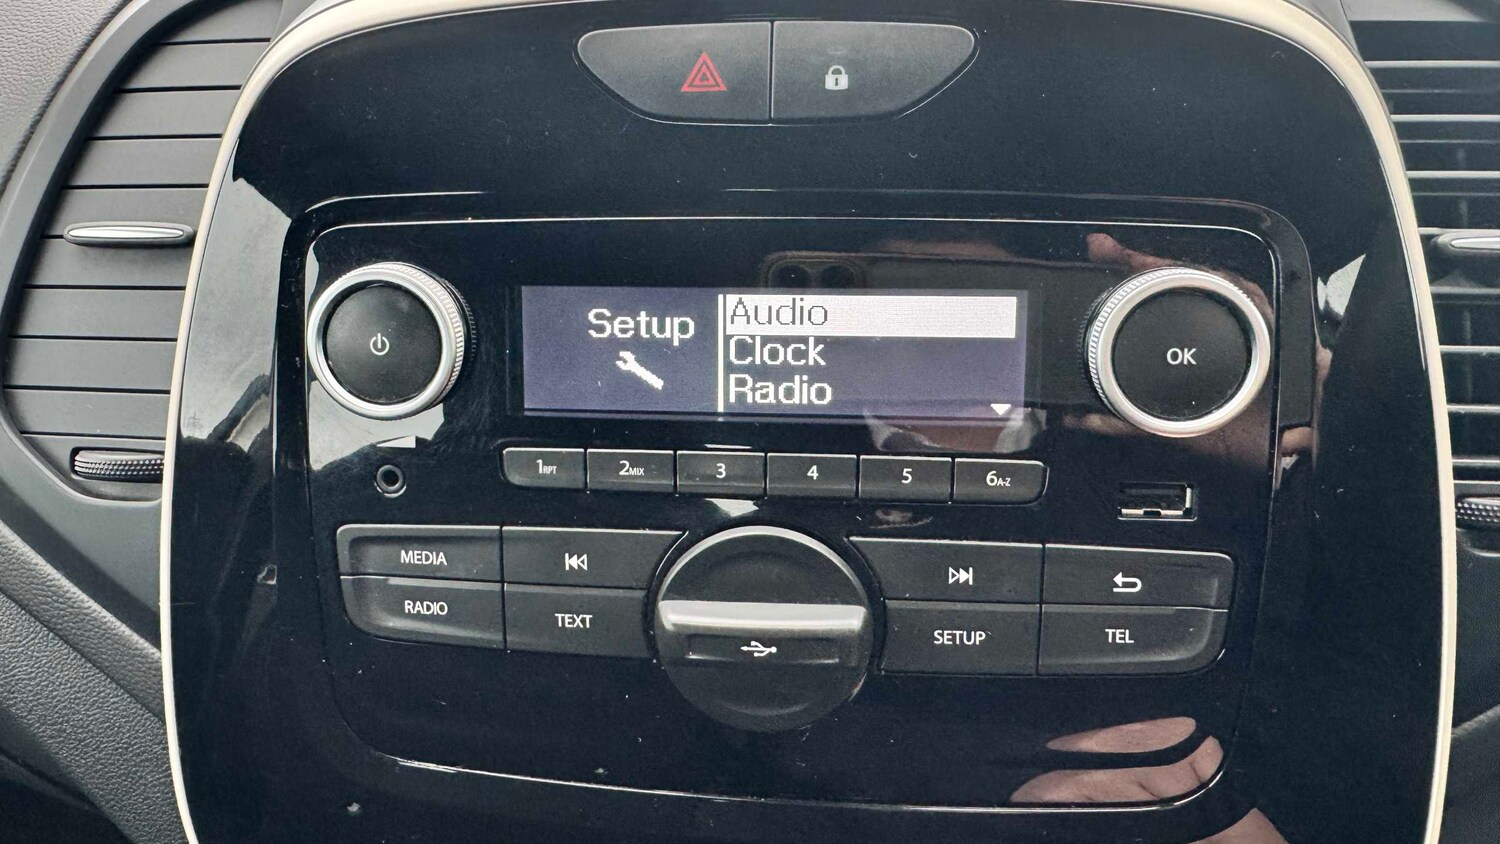 Setup
Audio
Clock
Radio
OK
1RPT
2MIX
3
4
5
6A-Z
MEDIA
RADIO
TEXT
SETUP
TEL